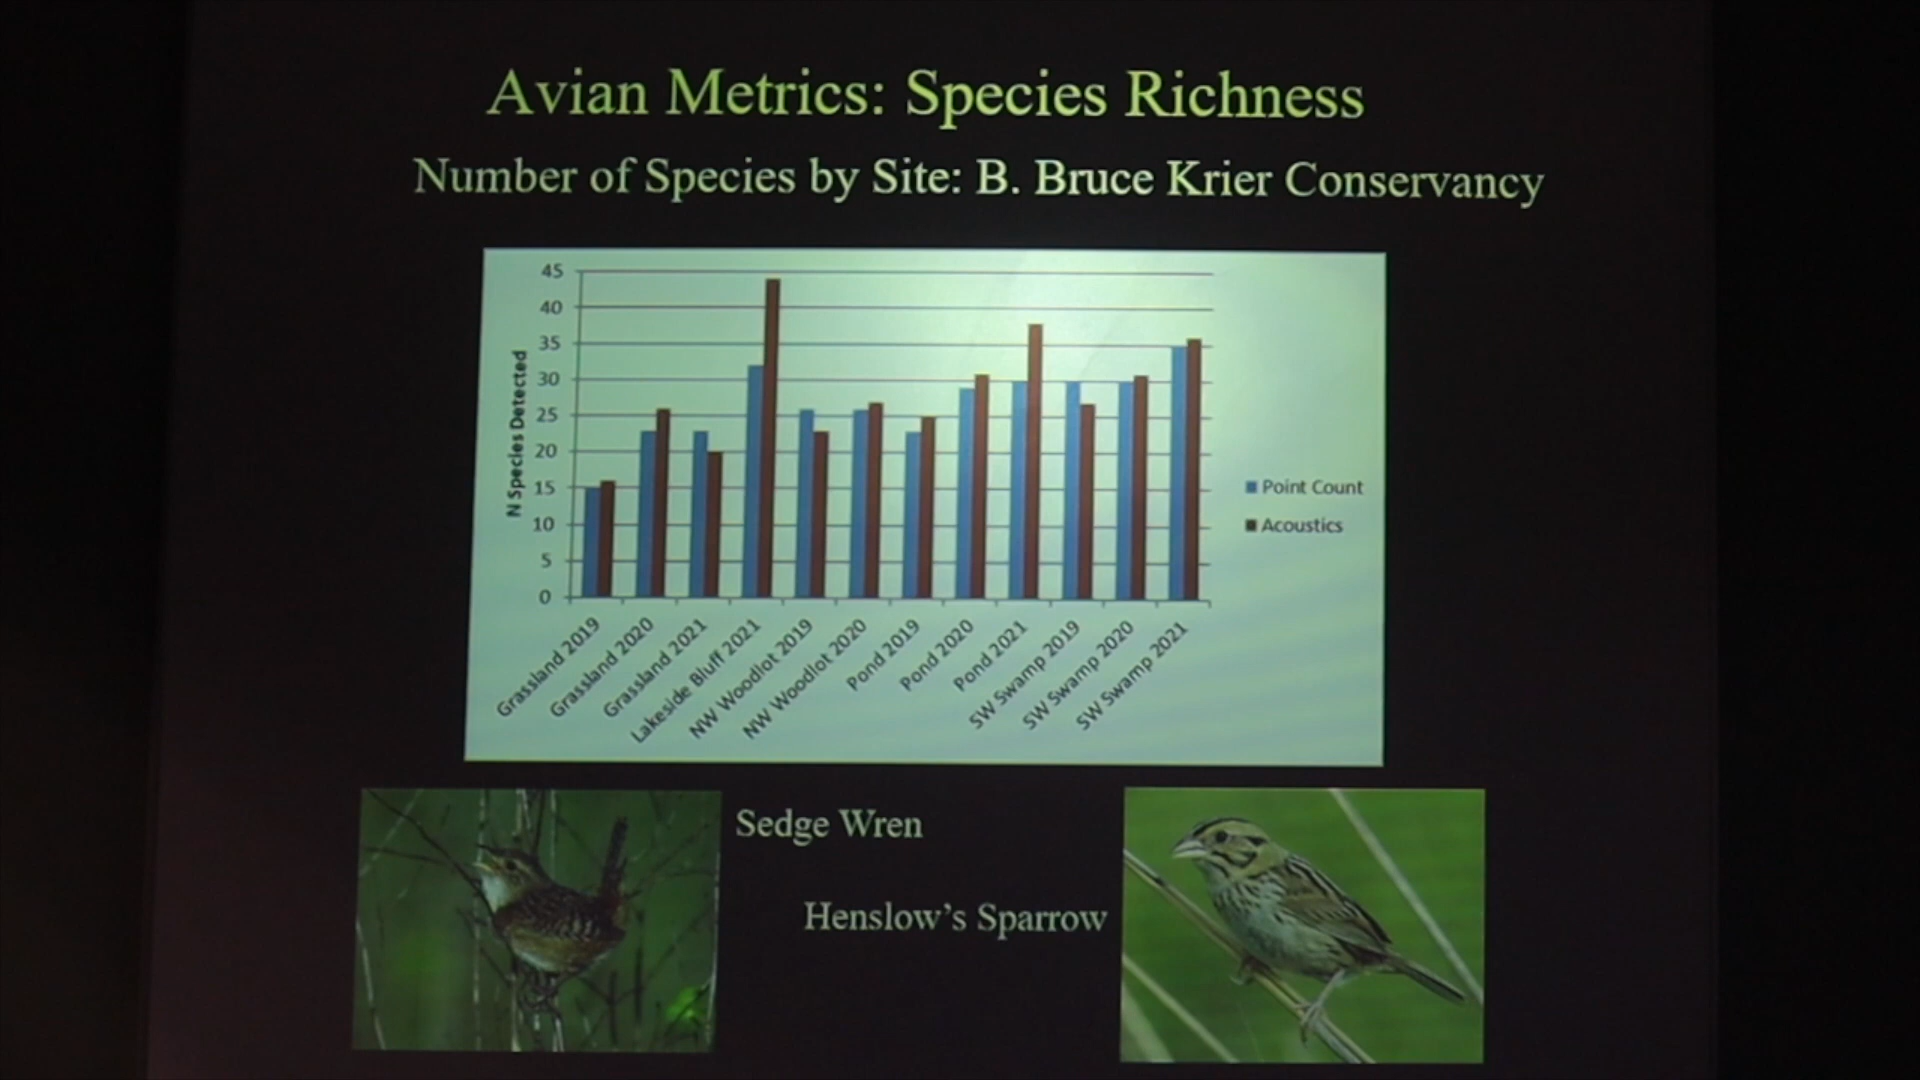 Avian Metrics: Species Richness
Number of Species by Site: B. Bruce Krier Conservancy
N Species Detected
45
40
35
30
25
20
15
10
5
0
Grassland 2019
Grassland 2020
Grassland 2021
Lakeside Bluff 2021
NW Woodlot 2019
NW Woodlot 2020
Pond 2019
Pond 2020
Pond 2021
SW Swamp 2019
SW Swamp 2020
SW Swamp 2021
Point Count
Acoustics
Sedge Wren
Henslow's Sparrow